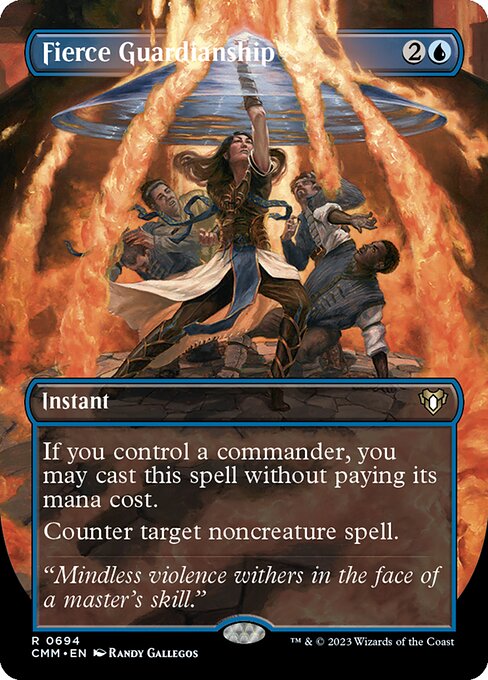 Fierce Guardianship 2
Instant
If you control a commander, you
may cast this spell without paying its
mana cost.
Counter target noncreature spell.
“Mindless violence withers in the face of
a master’s skill.”
R 0694
CMM • EN Randy Gallegos
™ & © 2023 Wizards of the Coast